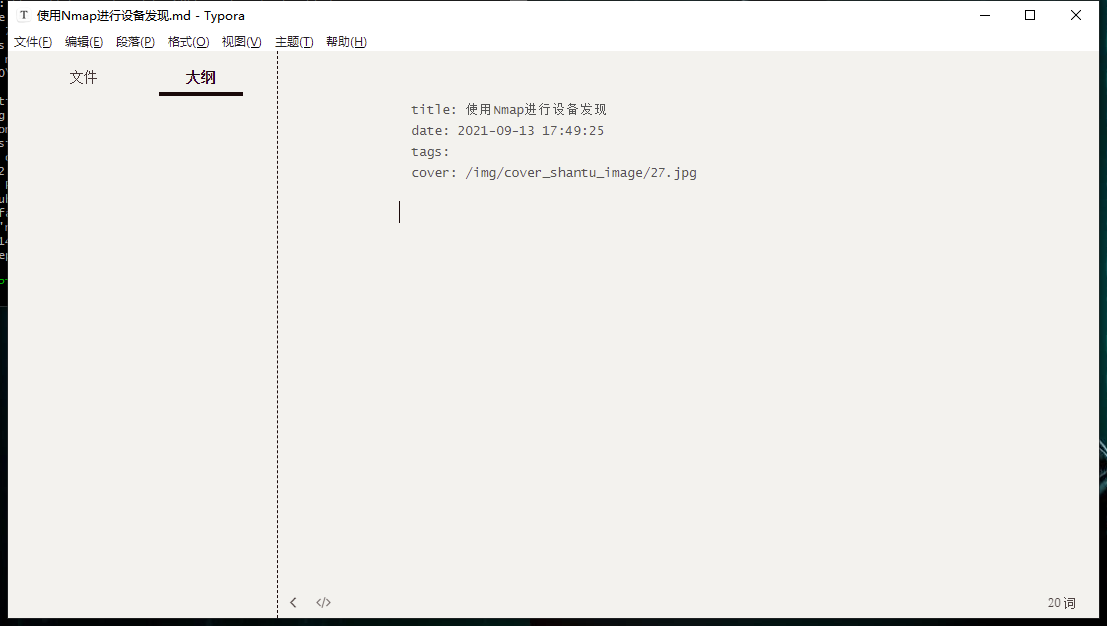 T 使用Nmap进行设备发现.md - Typora
文件(F) 编辑(E) 段落(P) 格式(O) 视图(V) 主题(T) 帮助(H)
文件 大纲
title: 使用Nmap进行设备发现
date: 2021-09-13 17:49:25
tags:
cover: /img/cover_shantu_image/27.jpg
</> 20 词